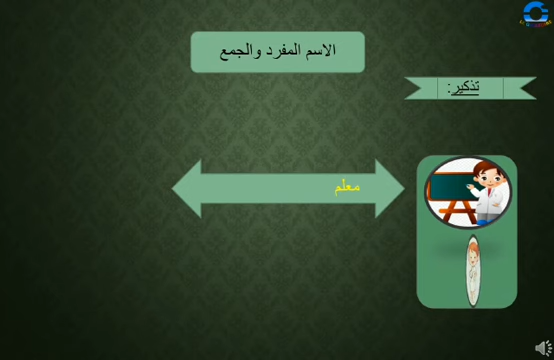 الاسم المفرد والجمع
تذكير:
معلم